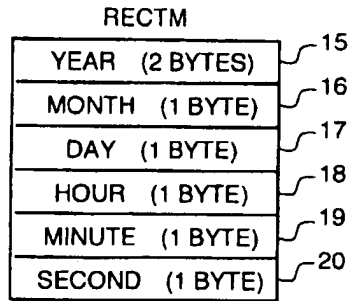 RECTM
YEAR (2 BYTES) 15
MONTH (1 BYTE) 16
DAY (1 BYTE) 17
HOUR (1 BYTE) 18
MINUTE (1 BYTE) 19
SECOND (1 BYTE) 20